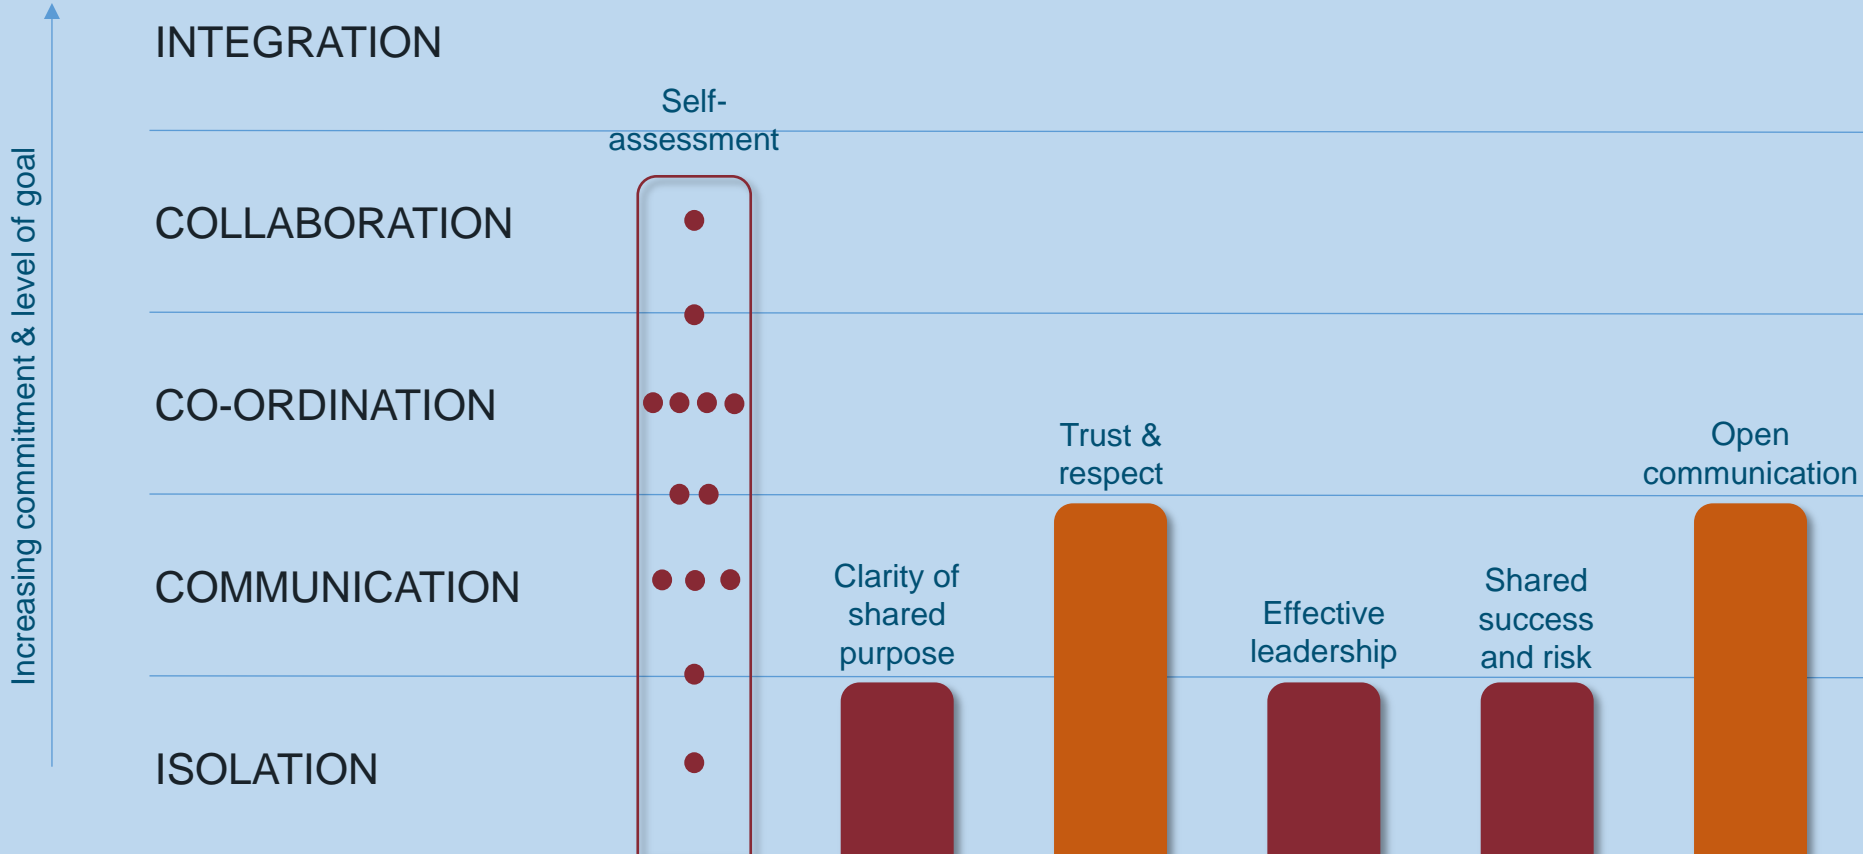 INTEGRATION
Self-
assessment
COLLABORATION
CO-ORDINATION
Trust &
respect
Open
communication
COMMUNICATION
Clarity of
shared
purpose
Effective
leadership
Shared
success
and risk
ISOLATION
Increasing commitment & level of goal